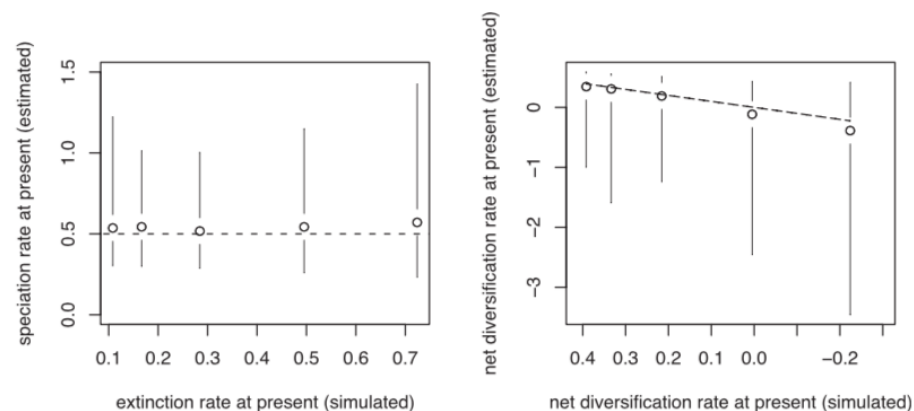 speciation rate at present (estimated)
1.5
1.0
0.5
0.0
0.1 0.2 0.3 0.4 0.5 0.6 0.7
extinction rate at present (simulated)
net diversification rate at present (estimated)
0
−1
−2
−3
0.4 0.3 0.2 0.1 0.0 −0.2
net diversification rate at present (simulated)